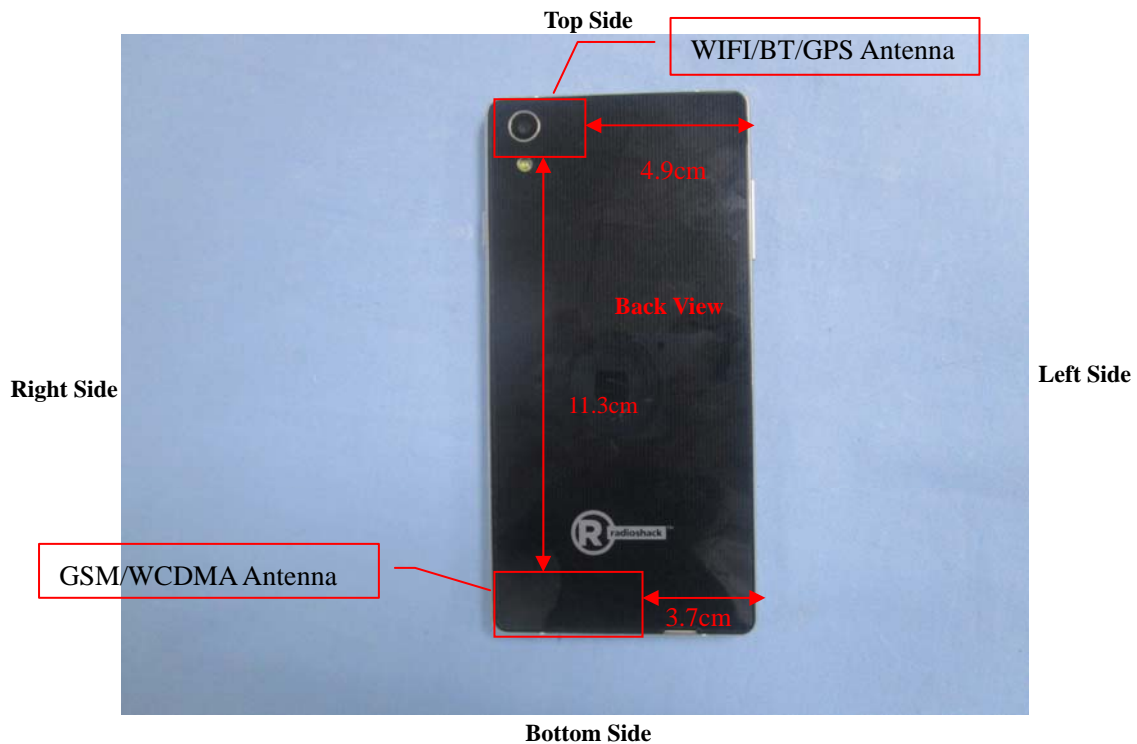 Top Side
WIFI/BT/GPS Antenna
4.9cm
Back View
Right Side
Left Side
11.3cm
R radioshack™
GSM/WCDMA Antenna
3.7cm
Bottom Side